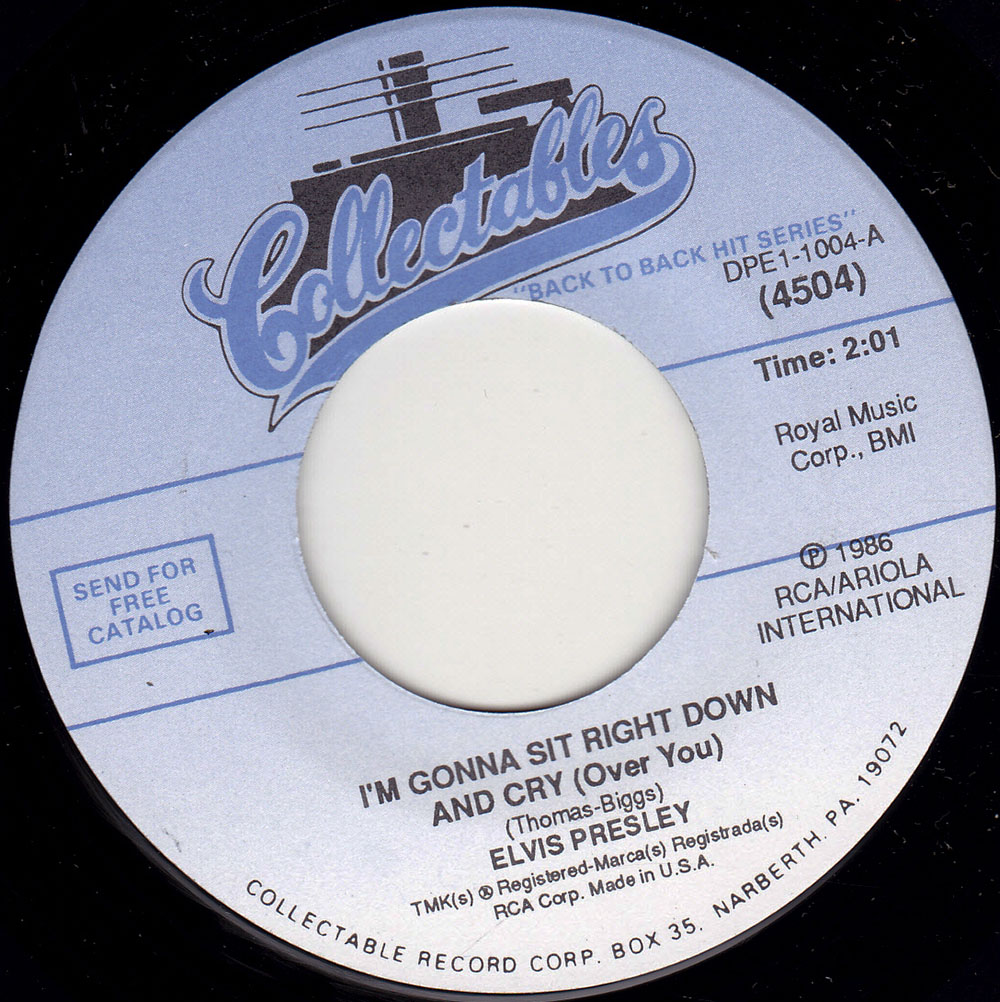 Collectables
"BACK TO BACK HIT SERIES"
DPE1-1004-A
(4504)
Time: 2:01
Royal Music
Corp., BMI
SEND FOR
FREE
CATALOG
℗ 1986
RCA/ARIOLA
INTERNATIONAL
I'M GONNA SIT RIGHT DOWN
AND CRY (Over You)
(Thomas-Biggs)
ELVIS PRESLEY
TMK(s) ® Registered-Marca(s) Registrada(s)
RCA Corp. Made in U.S.A.
COLLECTABLE RECORD CORP. BOX 35. NARBERTH. PA. 19072